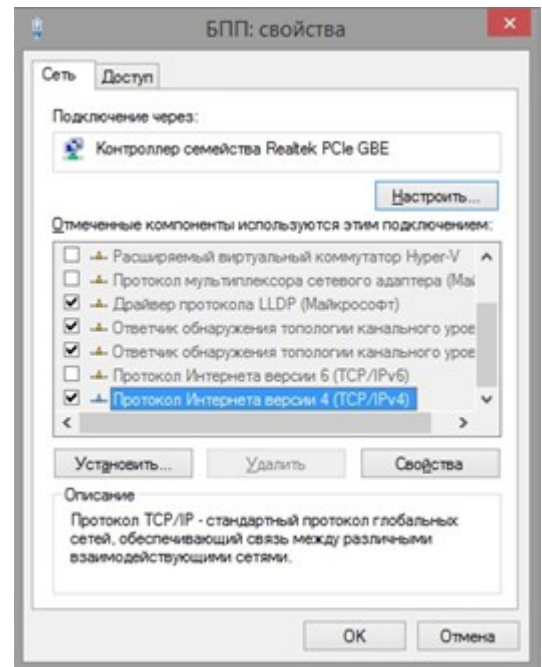 БПП: свойства
Сеть Доступ
Подключение через:
Контроллер семейства Realtek PCIe GBE
Настроить...
Отмеченные компоненты используются этим подключением:
Расширяемый виртуальный коммутатор Hyper-V
Протокол мультиплексора сетевого адаптера (Май
Драйвер протокола LLDP (Майкрософт)
Ответчик обнаружения топологии канального уров
Ответчик обнаружения топологии канального уров
Протокол Интернета версии 6 (TCP/IPv6)
Протокол Интернета версии 4 (TCP/IPv4)
Установить... Удалить Свойства
Описание
Протокол TCP/IP - стандартный протокол глобальных
сетей, обеспечивающий связь между различными
взаимодействующими сетями.
OK Отмена